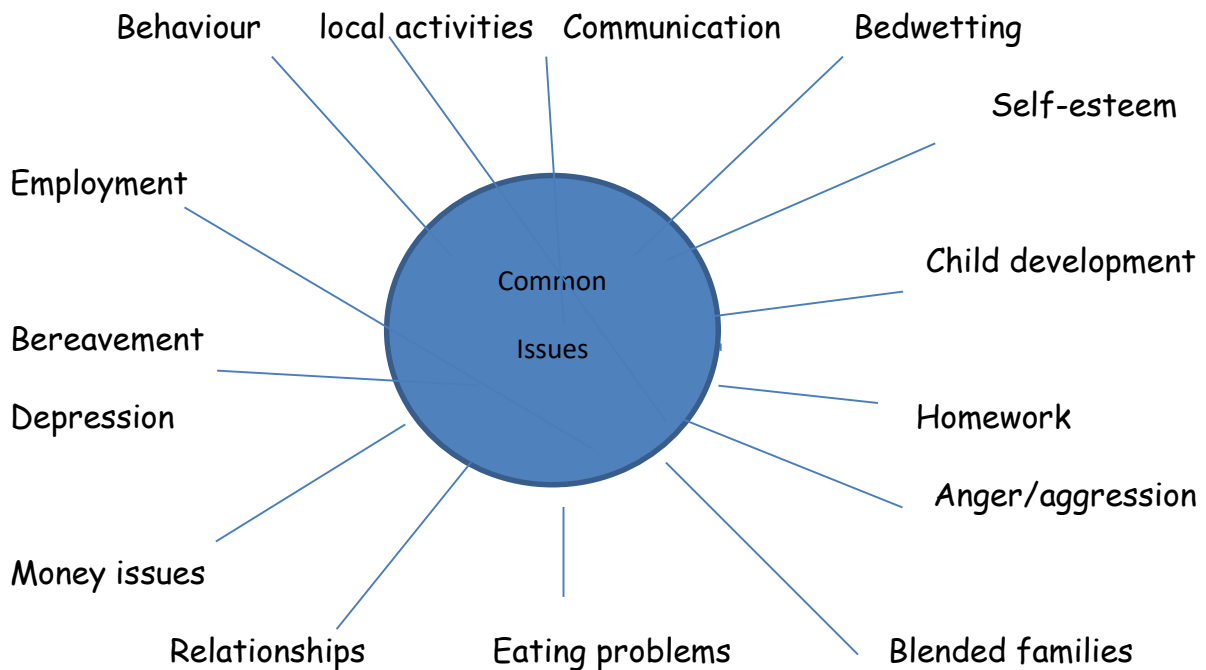 Behaviour local activities Communication Bedwetting
Self-esteem
Employment
Child development
Common
Issues
Bereavement
Depression
Homework
Anger/aggression
Money issues
Relationships Eating problems Blended families